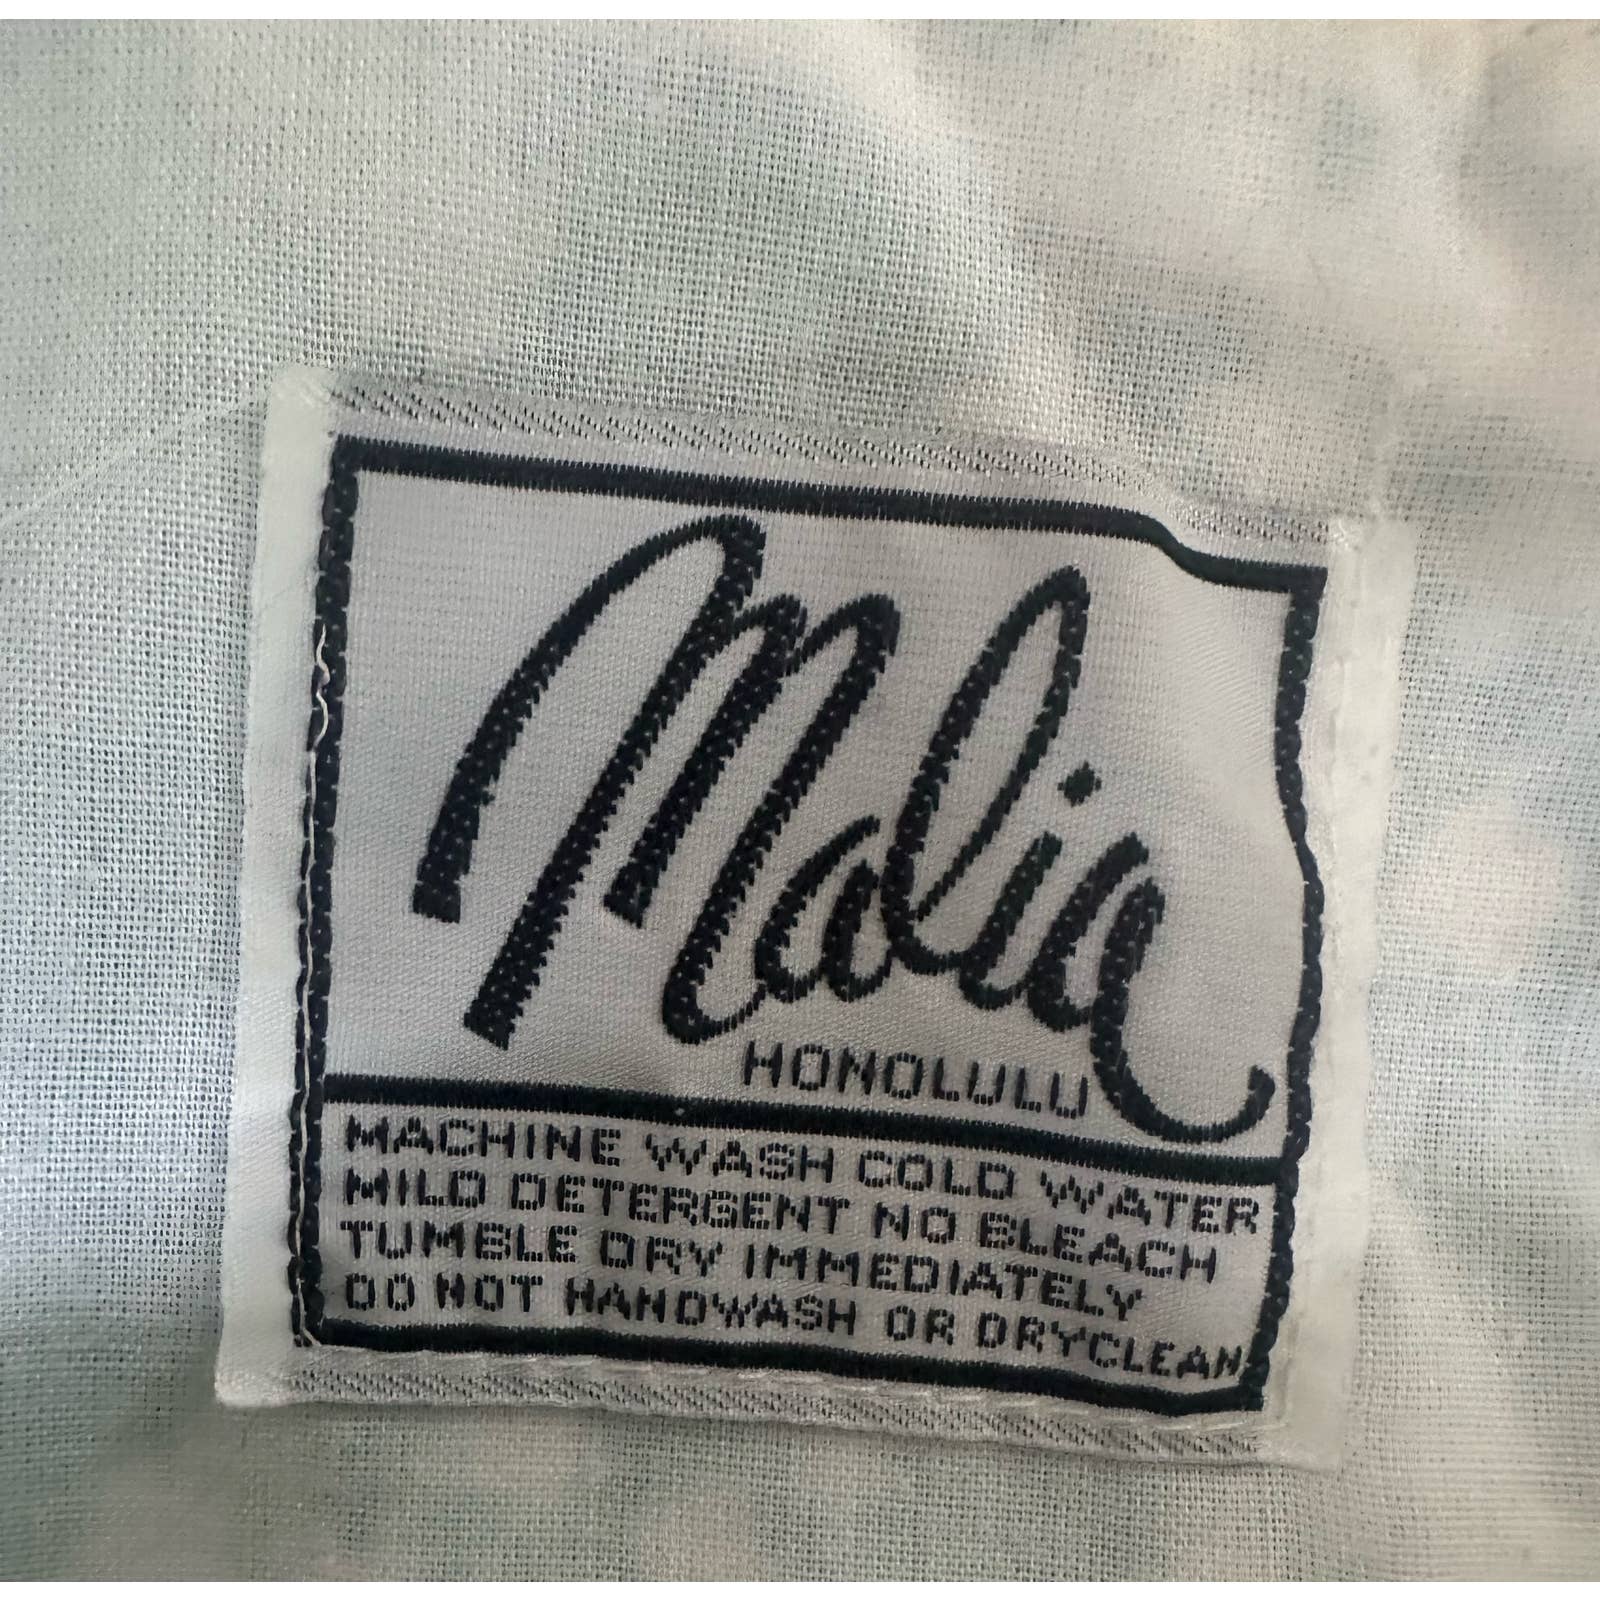 Malia
HONOLULU
MACHINE WASH COLD WATER
MILD DETERGENT NO BLEACH
TUMBLE DRY IMMEDIATELY
DO NOT HANDWASH OR DRYCLEAN